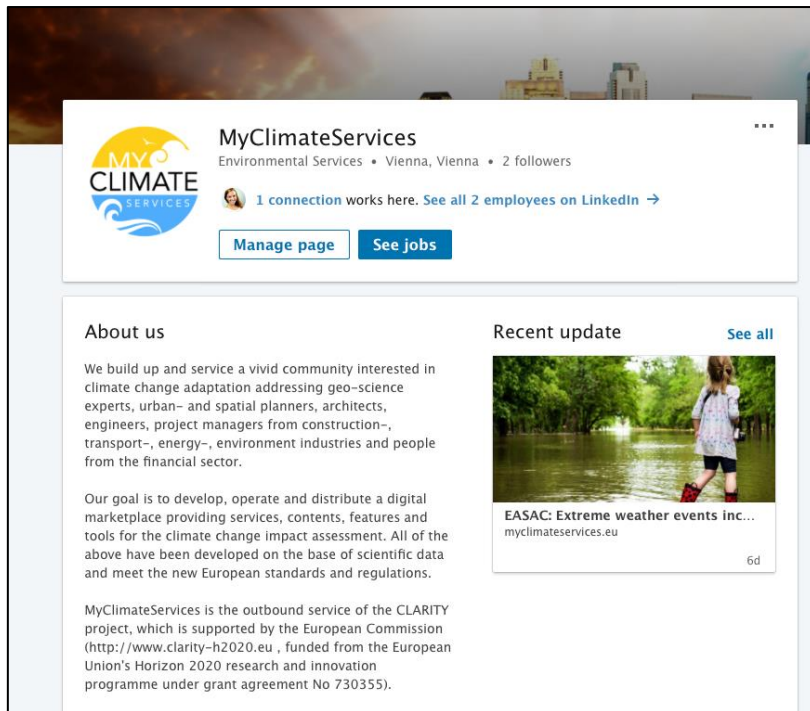 MY
CLIMATE
SERVICES
MyClimateServices
Environmental Services • Vienna, Vienna • 2 followers
1 connection works here. See all 2 employees on LinkedIn →
Manage page
See jobs
About us
We build up and service a vivid community interested in
climate change adaptation addressing geo-science
experts, urban- and spatial planners, architects,
engineers, project managers from construction-,
transport-, energy-, environment industries and people
from the financial sector.
Our goal is to develop, operate and distribute a digital
marketplace providing services, contents, features and
tools for the climate change impact assessment. All of the
above have been developed on the base of scientific data
and meet the new European standards and regulations.
MyClimateServices is the outbound service of the CLARITY
project, which is supported by the European Commission
(http://www.clarity-h2020.eu , funded from the European
Union's Horizon 2020 research and innovation
programme under grant agreement No 730355).
Recent update
See all
EASAC: Extreme weather events inc...
myclimateservices.eu
6d